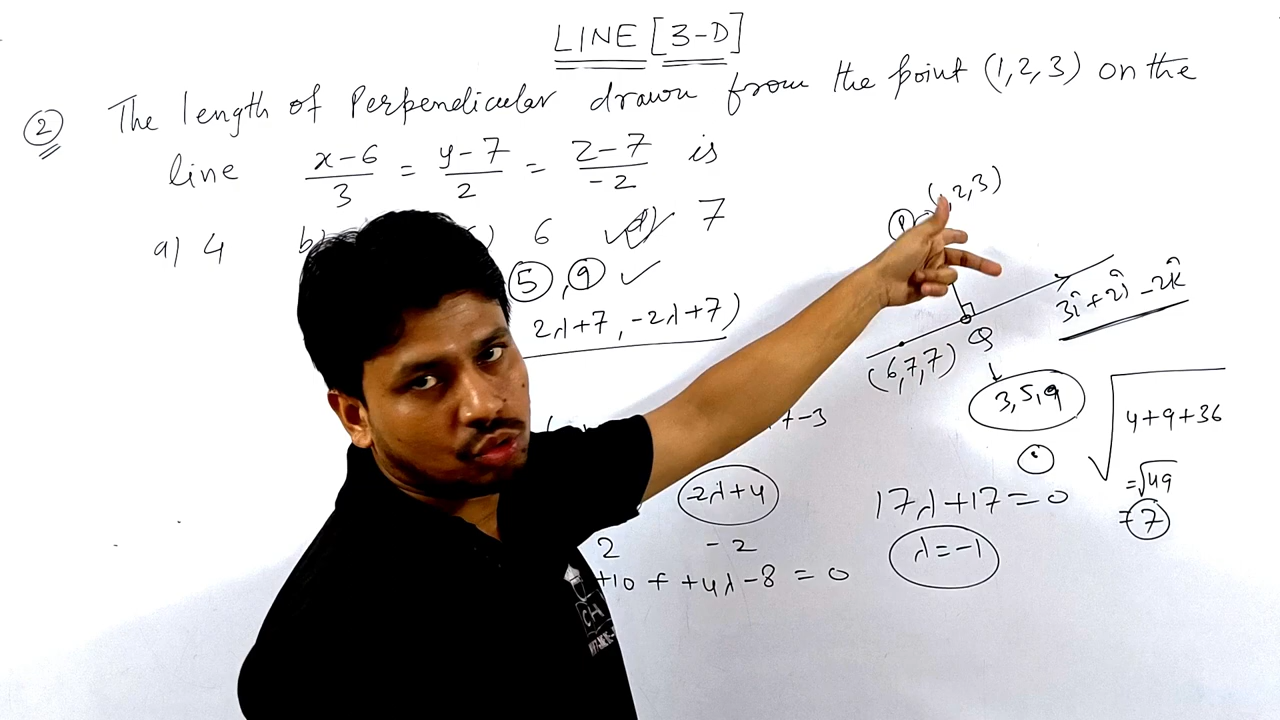 LINE [3-D]
② The length of Perpendicular drawn from the point (1,2,3) on the
line x-6/3 = y-7/2 = z-7/-2 is
a) 4 b) 6 d) 7
5, 9 ✓
2λ+7, -2λ+7)
-3
-2λ+4
2 -2
+10 + +4λ-8 = 0
17λ+17=0
λ=-1
P (1,2,3)
3î+2ĵ-2k̂
(6,7,7) Q
3,5,9
√4+9+36
=√49
=7
CH